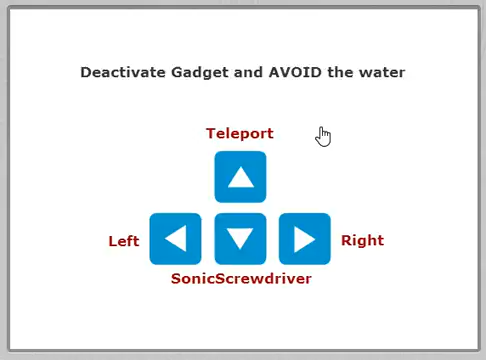 Deactivate Gadget and AVOID the water
Teleport
Left
Right
SonicScrewdriver